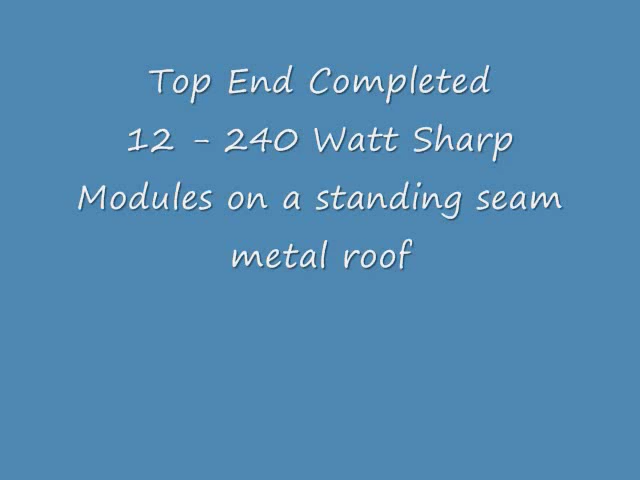 Top End Completed
12 - 240 Watt Sharp
Modules on a standing seam
metal roof